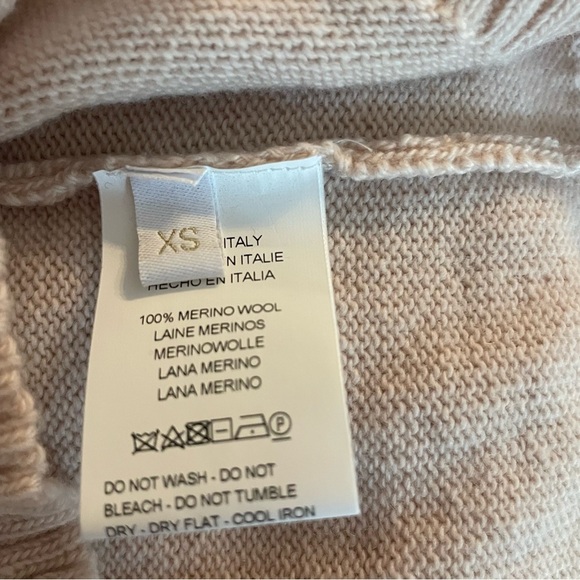 XS
ITALY
N ITALIE
HECHO EN ITALIA
100% MERINO WOOL
LAINE MERINOS
MERINOWOLLE
LANA MERINO
LANA MERINO
P
DO NOT WASH - DO NOT
BLEACH - DO NOT TUMBLE
DRY - DRY FLAT - COOL IRON